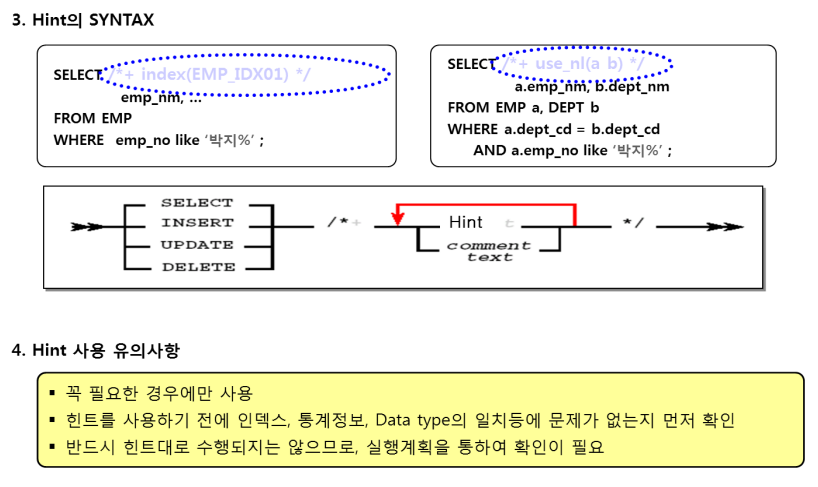 3. Hint의 SYNTAX
SELECT /*+ index(EMP_IDX01) */
emp_nm, ...
FROM EMP
WHERE emp_no like ‘박지%’ ;
SELECT /*+ use_nl(a b) */
a.emp_nm, b.dept_nm
FROM EMP a, DEPT b
WHERE a.dept_cd = b.dept_cd
AND a.emp_no like ‘박지%’ ;
SELECT
INSERT
UPDATE
DELETE
/*+
Hint t
comment
text
*/
4. Hint 사용 유의사항
▪ 꼭 필요한 경우에만 사용
▪ 힌트를 사용하기 전에 인덱스, 통계정보, Data type의 일치등에 문제가 없는지 먼저 확인
▪ 반드시 힌트대로 수행되지는 않으므로, 실행계획을 통하여 확인이 필요